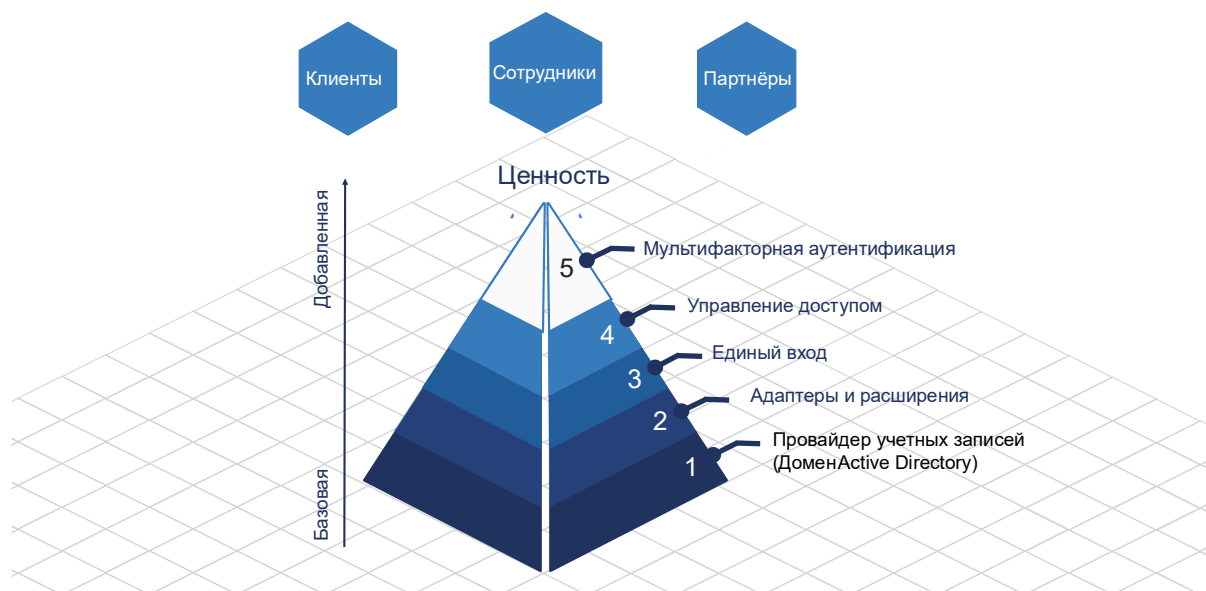 Клиенты
Сотрудники
Партнёры
Ценность
Добавленная
Базовая
5
Мультифакторная аутентификация
4
Управление доступом
3
Единый вход
2
Адаптеры и расширения
1
Провайдер учетных записей
(ДоменActive Directory)